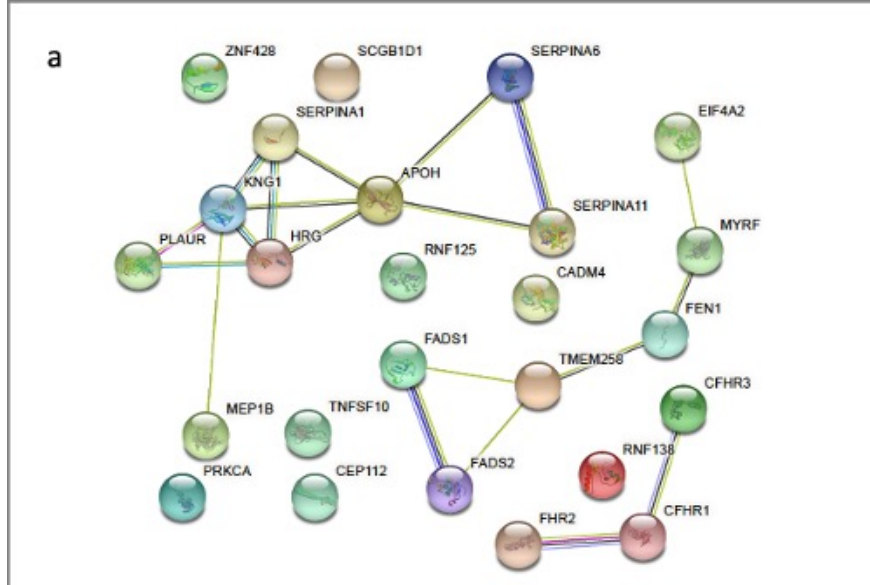 a
ZNF428
SCGB1D1
SERPINA6
SERPINA1
EIF4A2
KNG1
APOH
SERPINA11
PLAUR
HRG
MYRF
RNF125
CADM4
FEN1
FADS1
TMEM258
CFHR3
MEP1B
TNFSF10
RNF138
PRKCA
CEP112
FADS2
FHR2
CFHR1